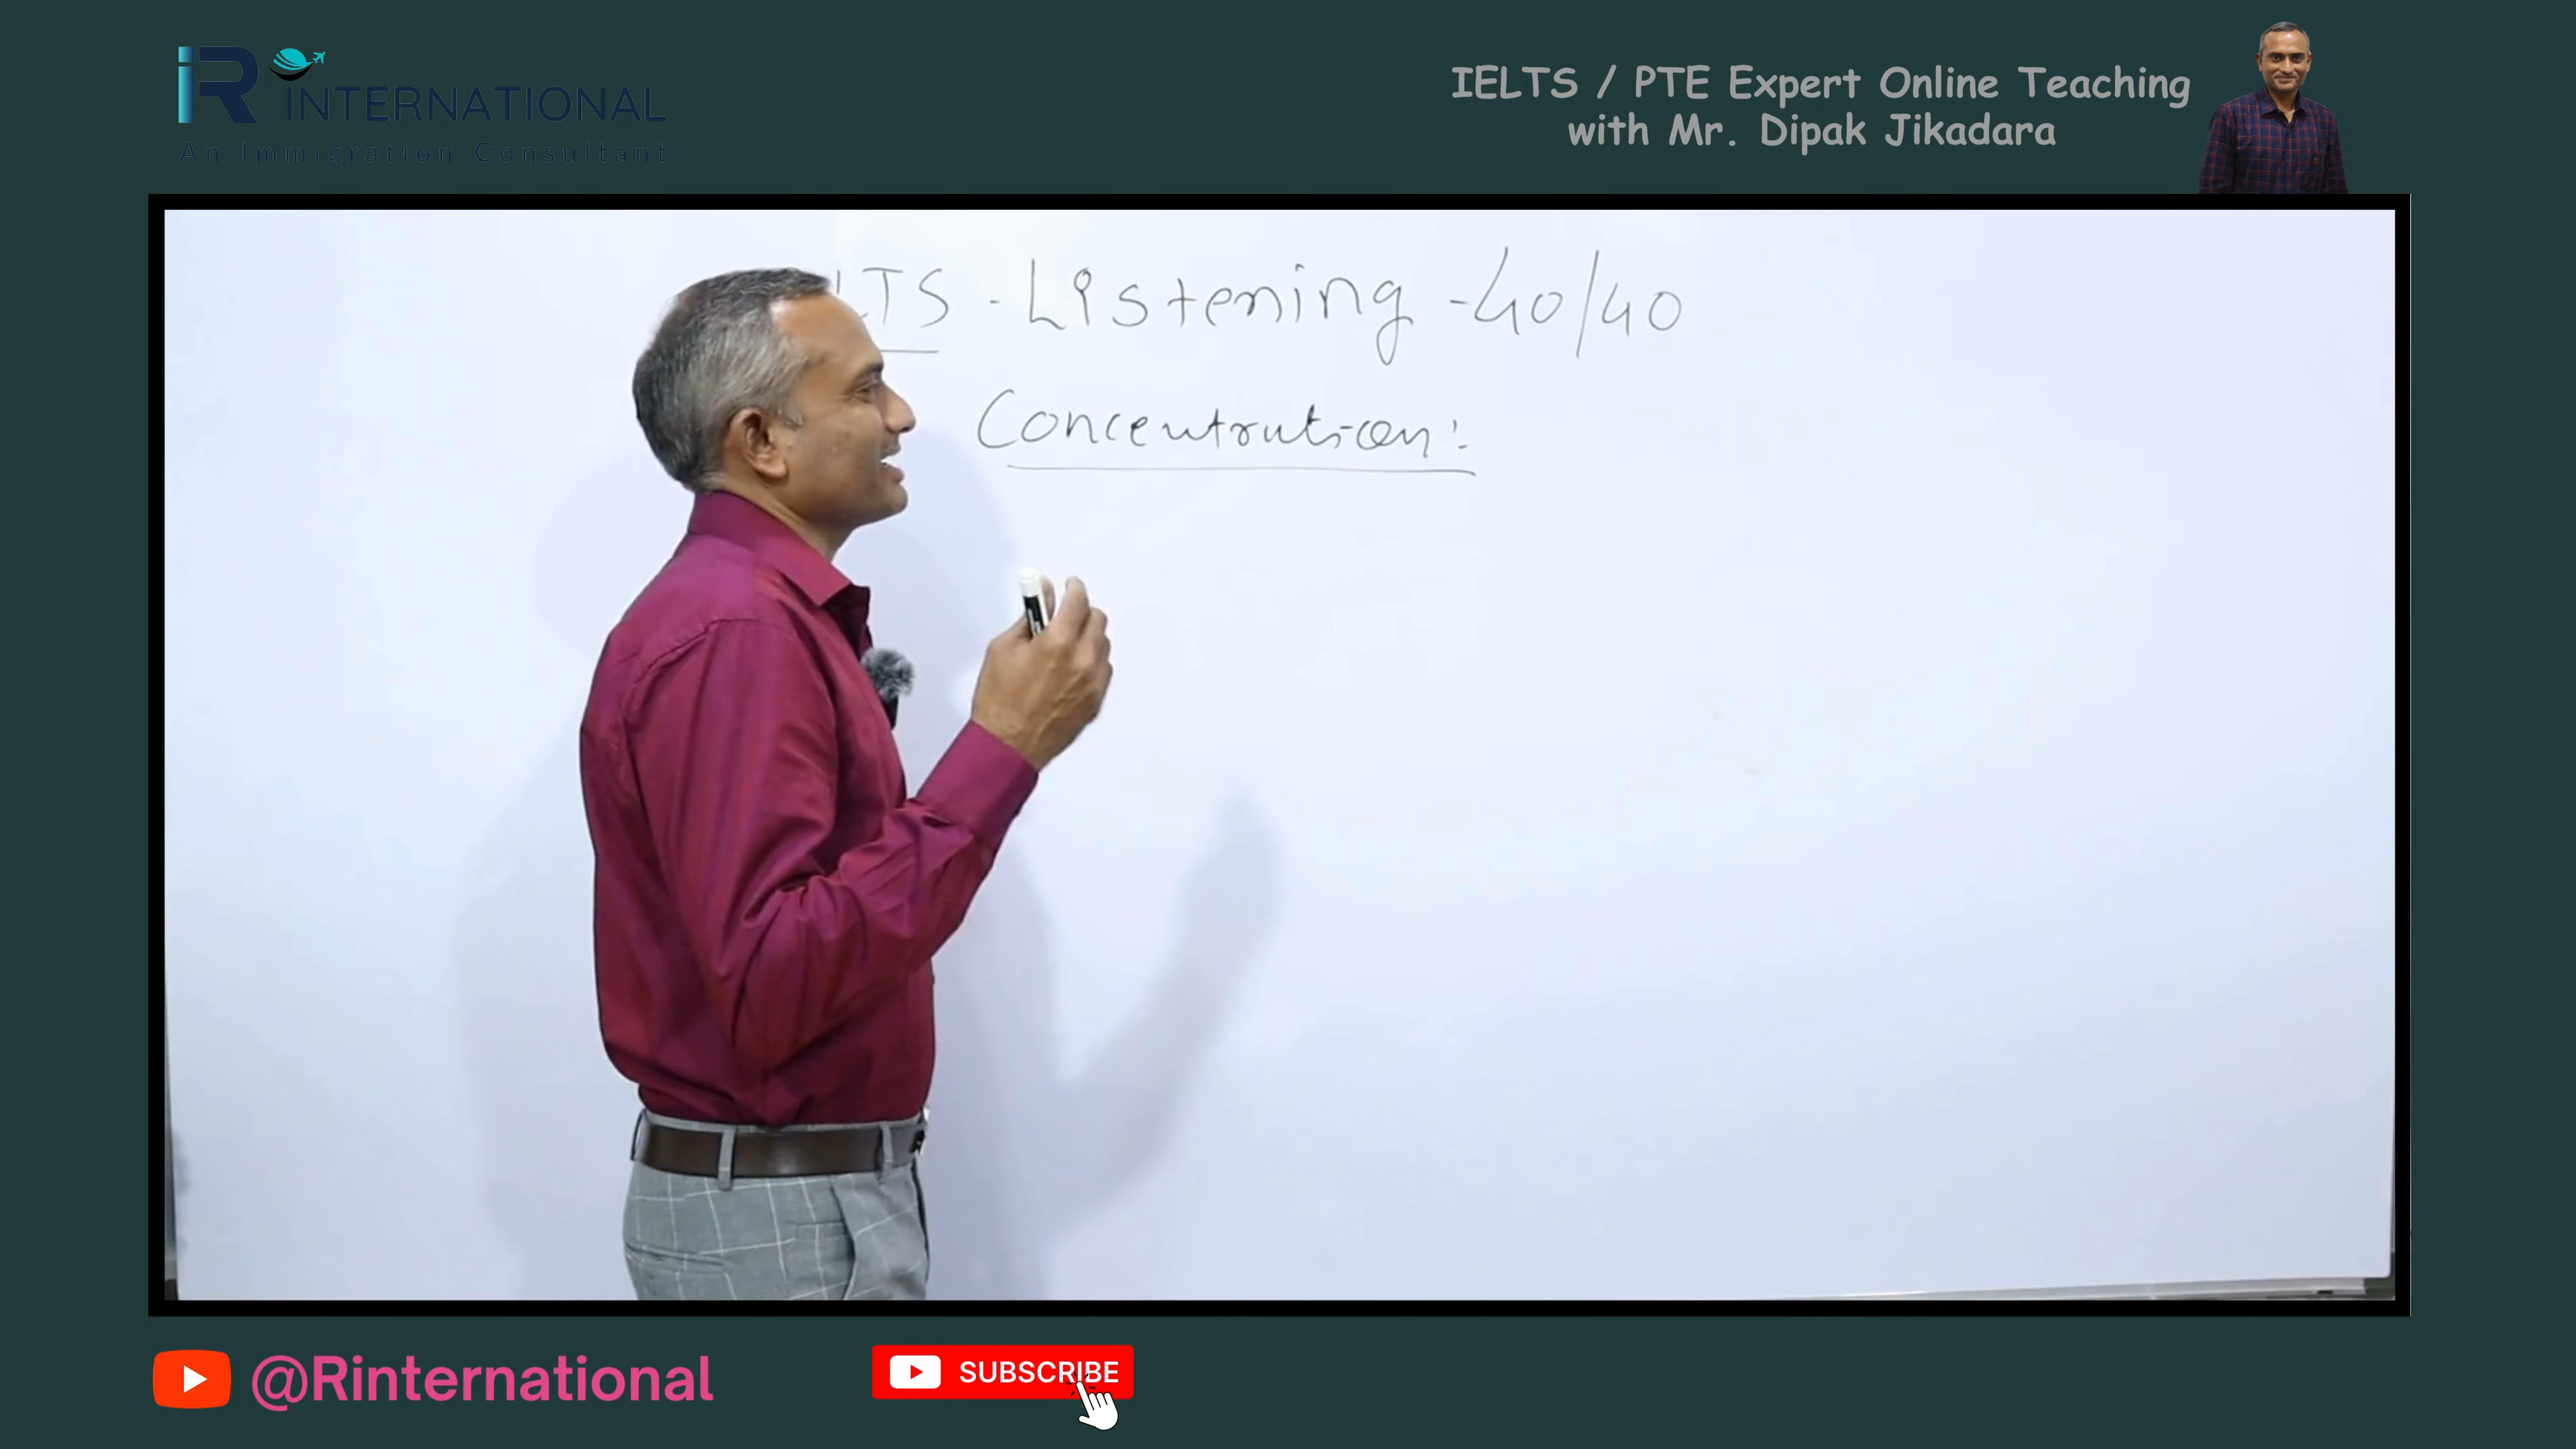 iR INTERNATIONAL
An Immigration Consultant
IELTS / PTE Expert Online Teaching
with Mr. Dipak Jikadara
LTS - Listening - 40/40
Concentration:
@Rinternational
SUBSCRIBE